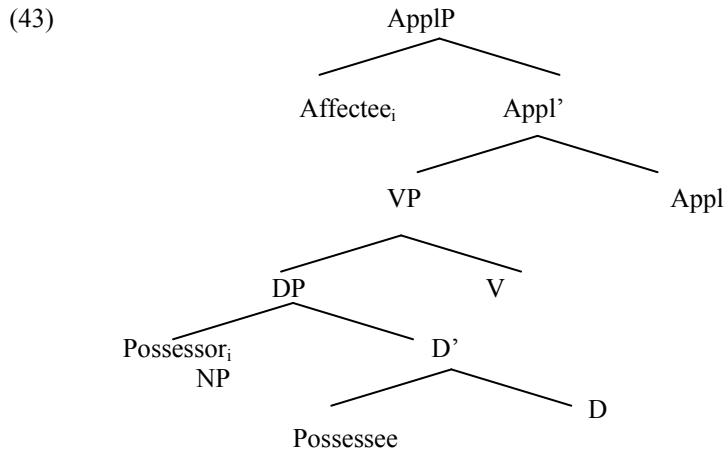 (43) ApplP
Affecteeᵢ Appl’
VP Appl
DP V
Possessorᵢ D’
NP
D
Possessee